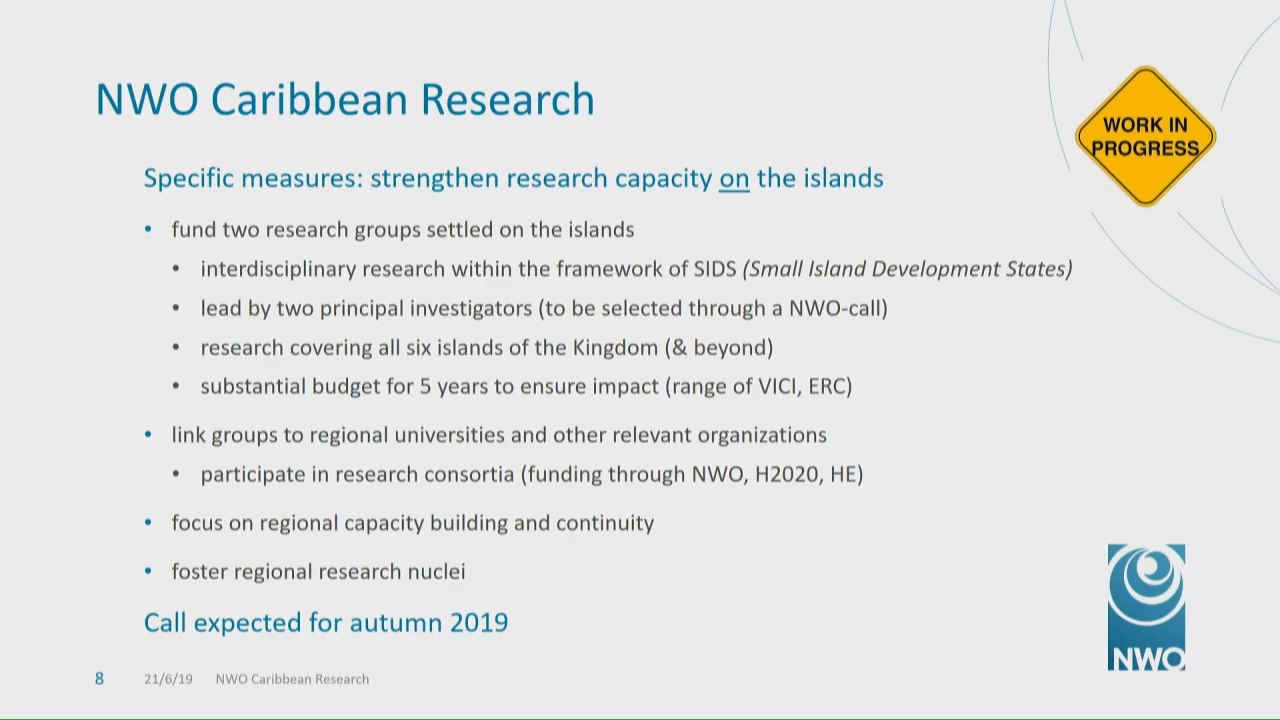 NWO Caribbean Research
WORK IN
PROGRESS
Specific measures: strengthen research capacity on the islands
• fund two research groups settled on the islands
• interdisciplinary research within the framework of SIDS (Small Island Development States)
• lead by two principal investigators (to be selected through a NWO-call)
• research covering all six islands of the Kingdom (& beyond)
• substantial budget for 5 years to ensure impact (range of VICI, ERC)
• link groups to regional universities and other relevant organizations
• participate in research consortia (funding through NWO, H2020, HE)
• focus on regional capacity building and continuity
• foster regional research nuclei
Call expected for autumn 2019
NWO
8 21/6/19 NWO Caribbean Research